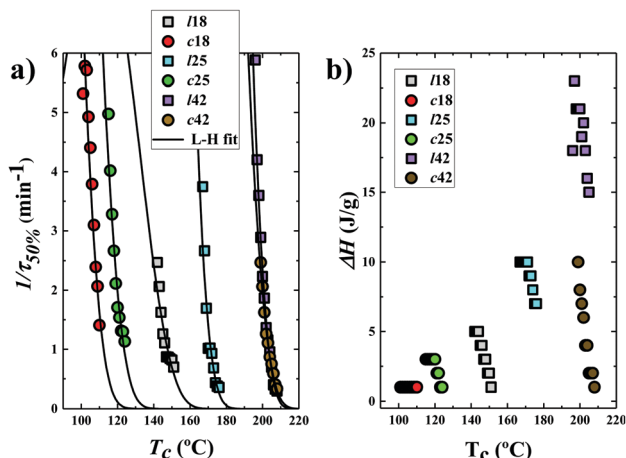 a)
l18
c18
l25
c25
l42
c42
L-H fit
1/τ50% (min-1)
6
5
4
3
2
1
0
100 120 140 160 180 200 220
Tc (ºC)
b)
l18
c18
l25
c25
l42
c42
ΔH (J/g)
25
20
15
10
5
0
100 120 140 160 180 200 220
Tc (ºC)